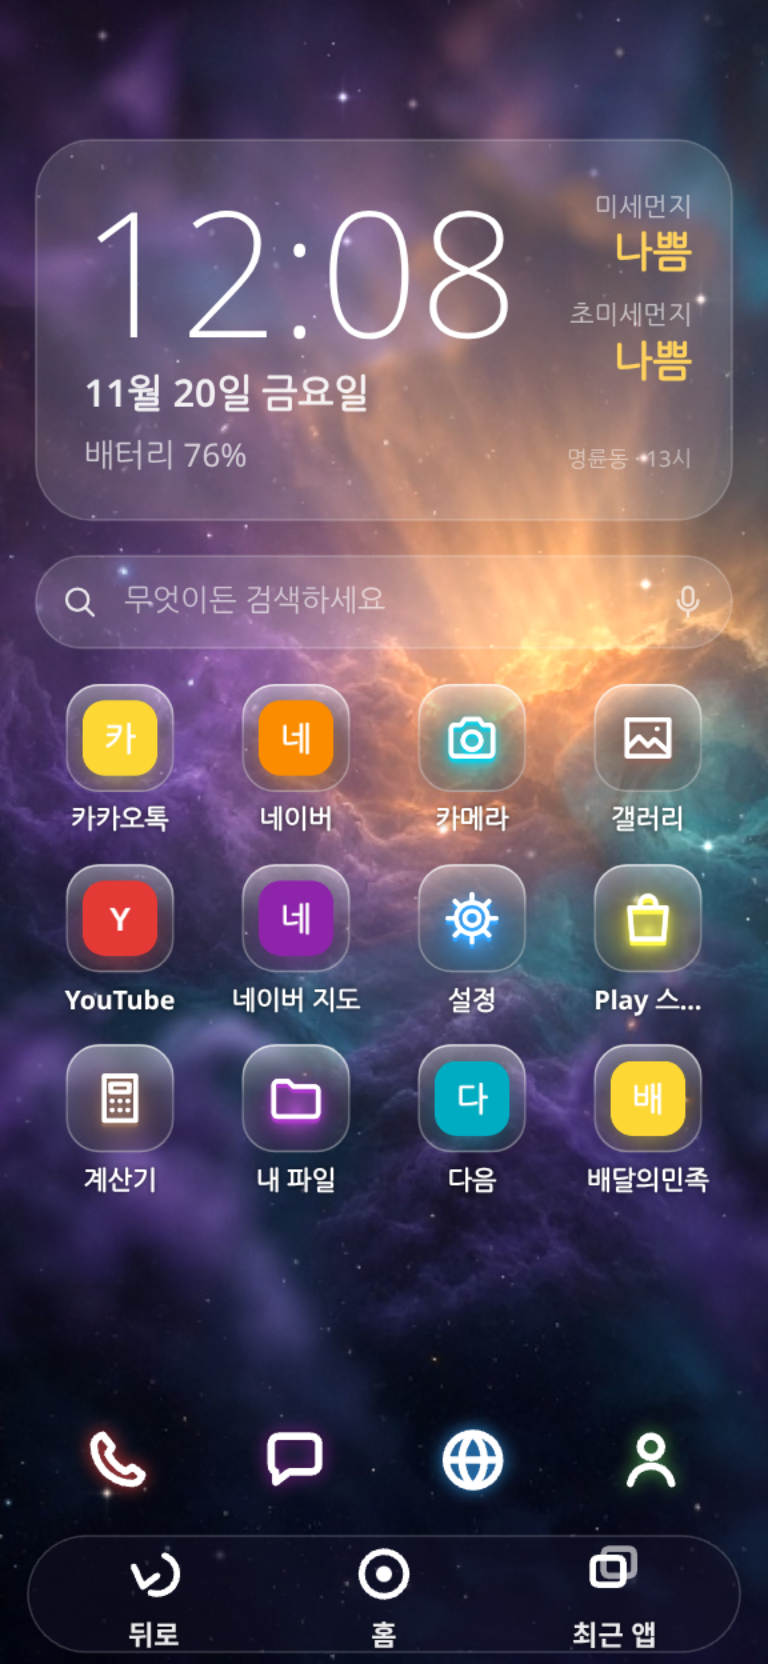 12:08
11월 20일 금요일
배터리 76%
미세먼지
나쁨
초미세먼지
나쁨
명륜동 · 13시
무엇이든 검색하세요
카
네
카카오톡
네이버
카메라
갤러리
Y
네
YouTube
네이버 지도
설정
Play 스...
다
배
계산기
내 파일
다음
배달의민족
뒤로
홈
최근 앱